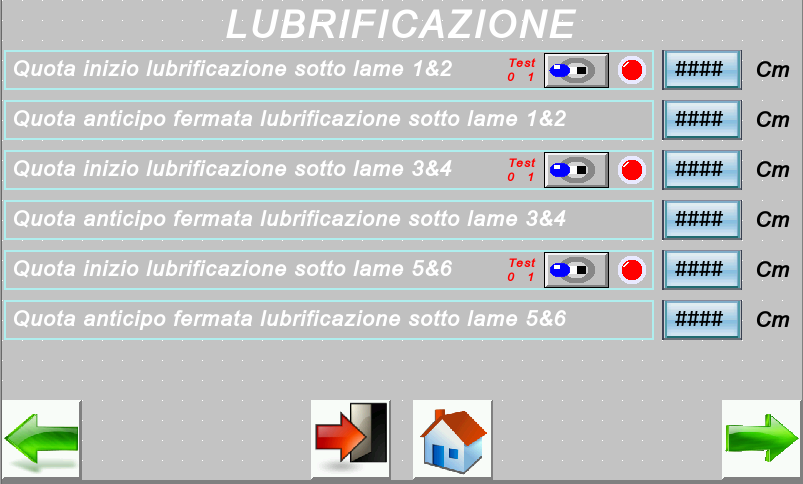 LUBRIFICAZIONE
Quota inizio lubrificazione sotto lame 1&2 Test 0 1 #### Cm
Quota anticipo fermata lubrificazione sotto lame 1&2 #### Cm
Quota inizio lubrificazione sotto lame 3&4 Test 0 1 #### Cm
Quota anticipo fermata lubrificazione sotto lame 3&4 #### Cm
Quota inizio lubrificazione sotto lame 5&6 Test 0 1 #### Cm
Quota anticipo fermata lubrificazione sotto lame 5&6 #### Cm